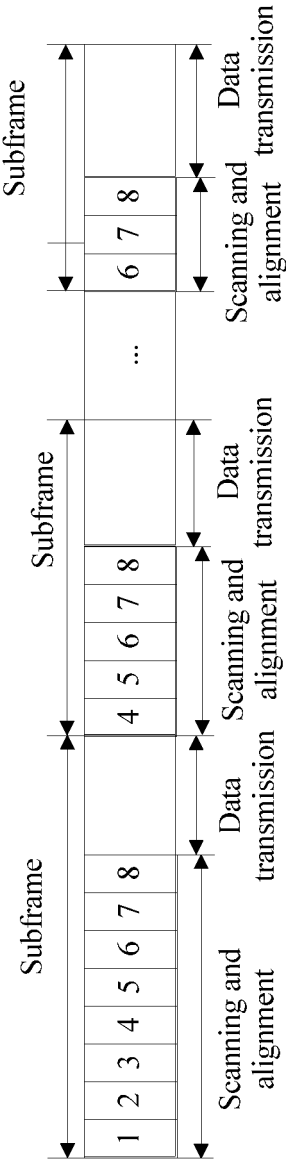 Subframe
Subframe
Subframe
1 2 3 4 5 6 7 8
4 5 6 7 8
...
6 7 8
Scanning and
alignment
Data
transmission
Scanning and
alignment
Data
transmission
Scanning and
alignment
Data
transmission